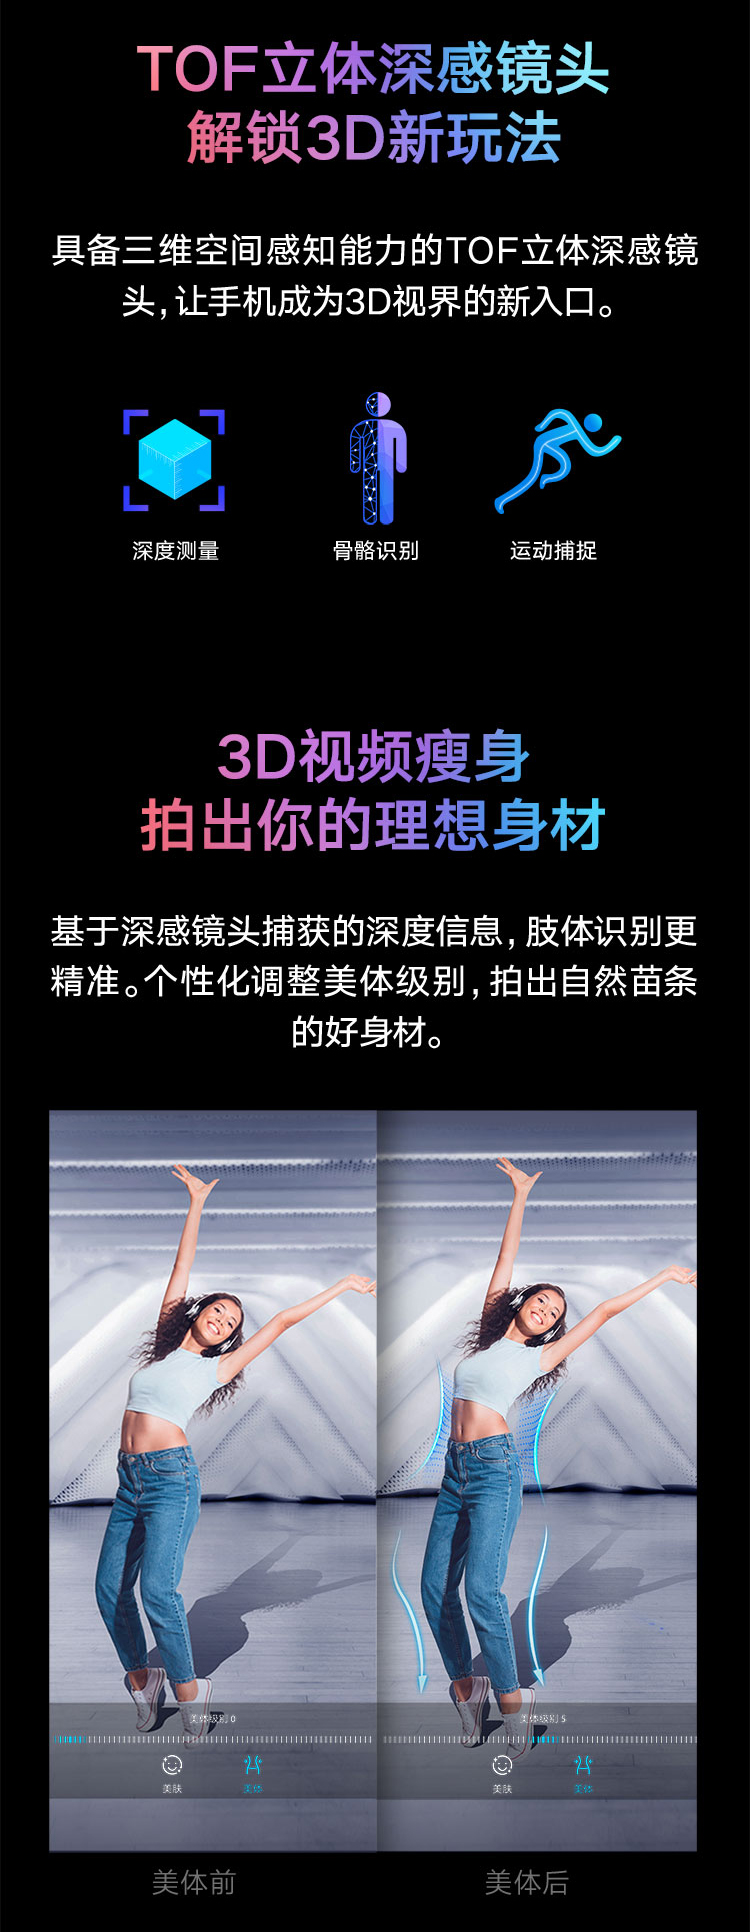 TOF立体深感镜头
解锁3D新玩法
具备三维空间感知能力的TOF立体深感镜
头,让手机成为3D视界的新入口。
深度测量 骨骼识别 运动捕捉
3D视频瘦身
拍出你的理想身材
基于深感镜头捕获的深度信息,肢体识别更
精准。个性化调整美体级别,拍出自然苗条
的好身材。
美体级别 0 美体级别 5
美肤 美体 美肤 美体
美体前 美体后